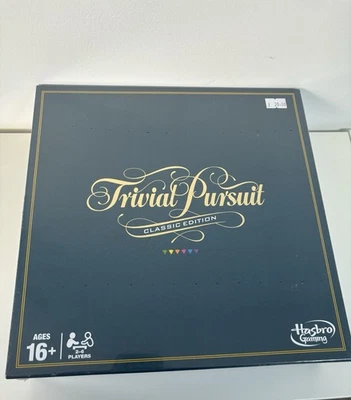 Trivial Pursuit
CLASSIC EDITION
AGES
16+
2-6
PLAYERS
Hasbro
Gaming